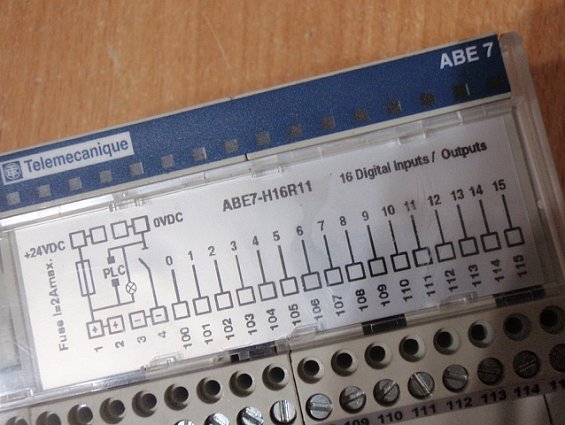 ABE 7
Telemecanique
ABE7-H16R11
16 Digital Inputs / Outputs
+24VDC
0VDC
PLC
Fuse I=2Amax.
0 1 2 3 4 5 6 7 8 9 10 11 12 13 14 15
+ + - -
1 2 3 4 100 101 102 103 104 105 106 107 108 109 110 111 112 113 114 115
109 110 111 112 113 114